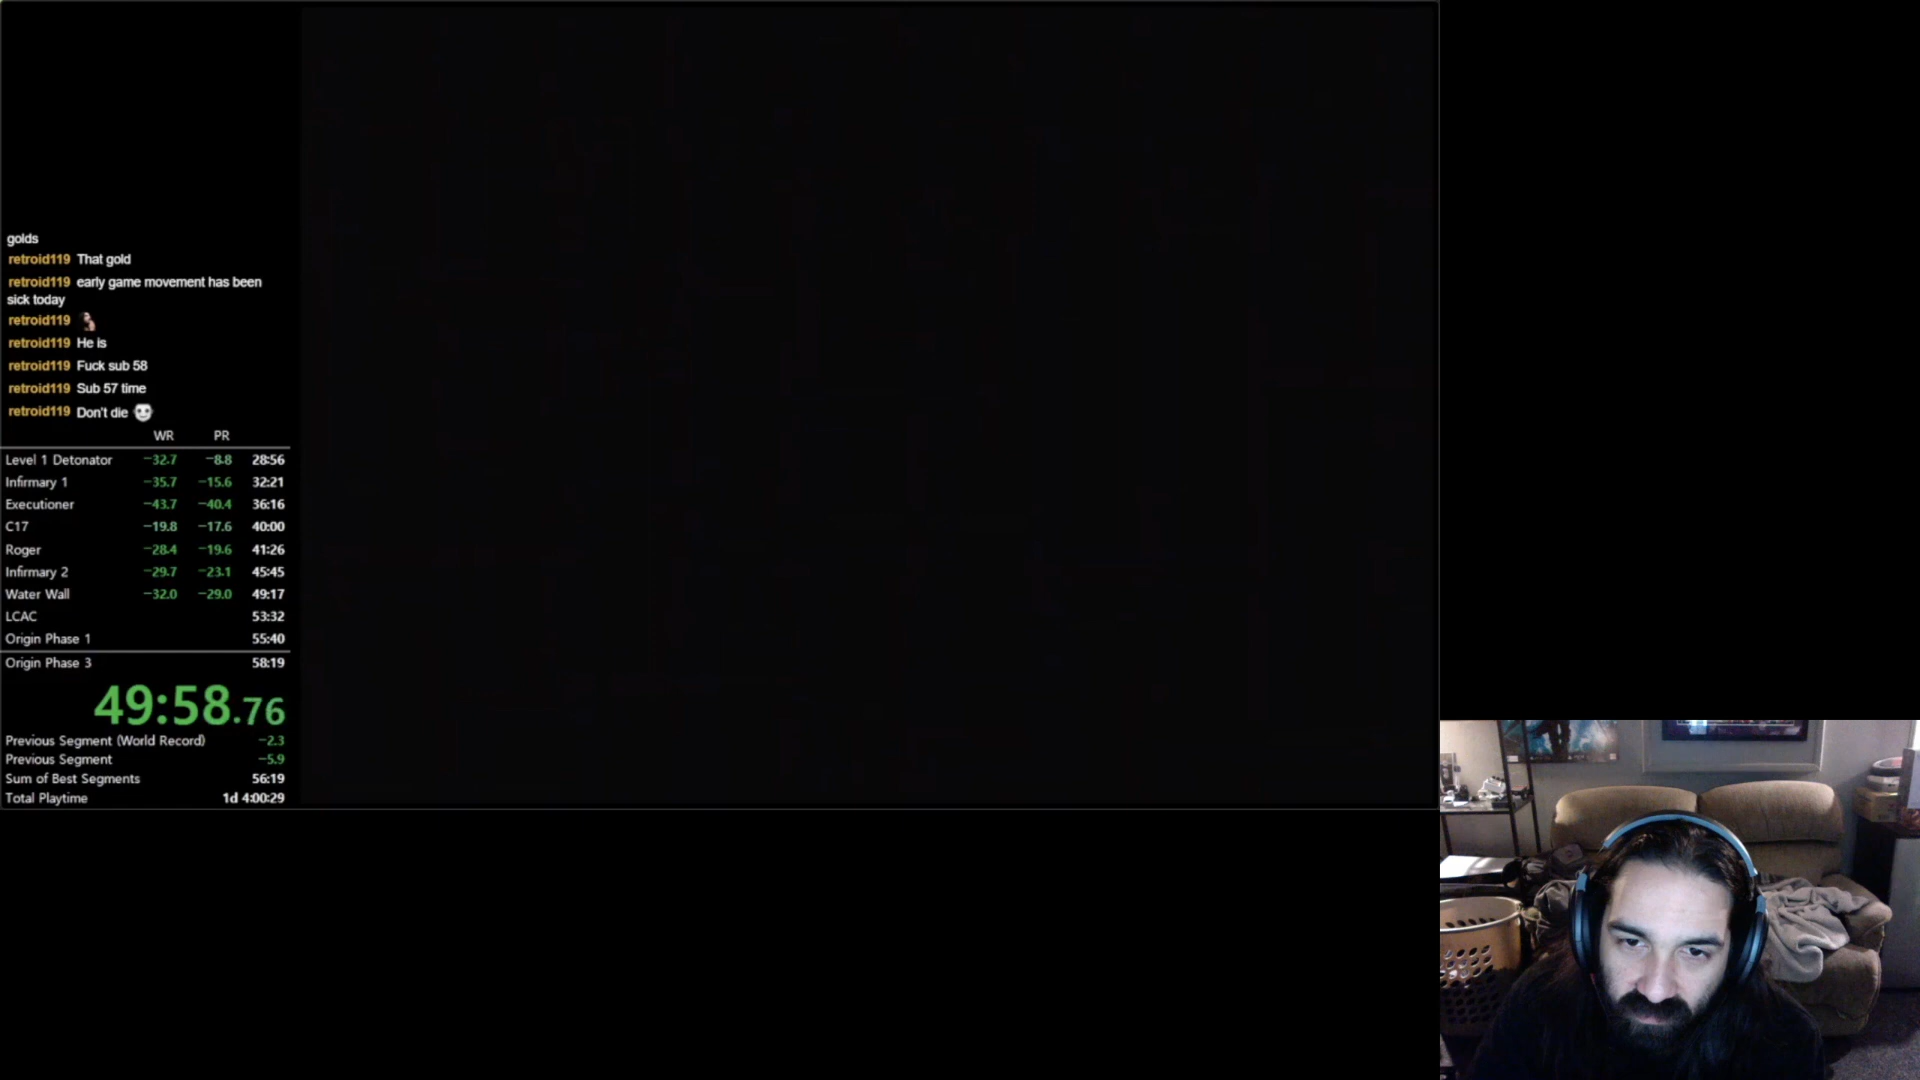 golds
retroid119 That gold
retroid119 early game movement has been
sick today
retroid119
retroid119 He is
retroid119 Fuck sub 58
retroid119 Sub 57 time
retroid119 Don't die
WR PR
Level 1 Detonator −32.7 −8.8 28:56
Infirmary 1 −35.7 −15.6 32:21
Executioner −43.7 −40.4 36:16
C17 −19.8 −17.6 40:00
Roger −28.4 −19.6 41:26
Infirmary 2 −29.7 −23.1 45:45
Water Wall −32.0 −29.0 49:17
LCAC 53:32
Origin Phase 1 55:40
Origin Phase 3 58:19
49:58.76
Previous Segment (World Record) −2.3
Previous Segment −5.9
Sum of Best Segments 56:19
Total Playtime 1d 4:00:29